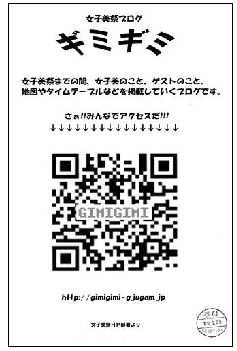 女子美祭ブログ
ギミギミ
女子美祭までの間、女子美のこと、ゲストのこと、
地図やタイムテーブルなどを掲載していくブログです。
さぁ!!みんなでアクセスだ!!!
↓↓↓↓↓↓↓↓↓↓↓↓↓↓↓
GIMIGIMI
http://gimigimi-g.jugem.jp